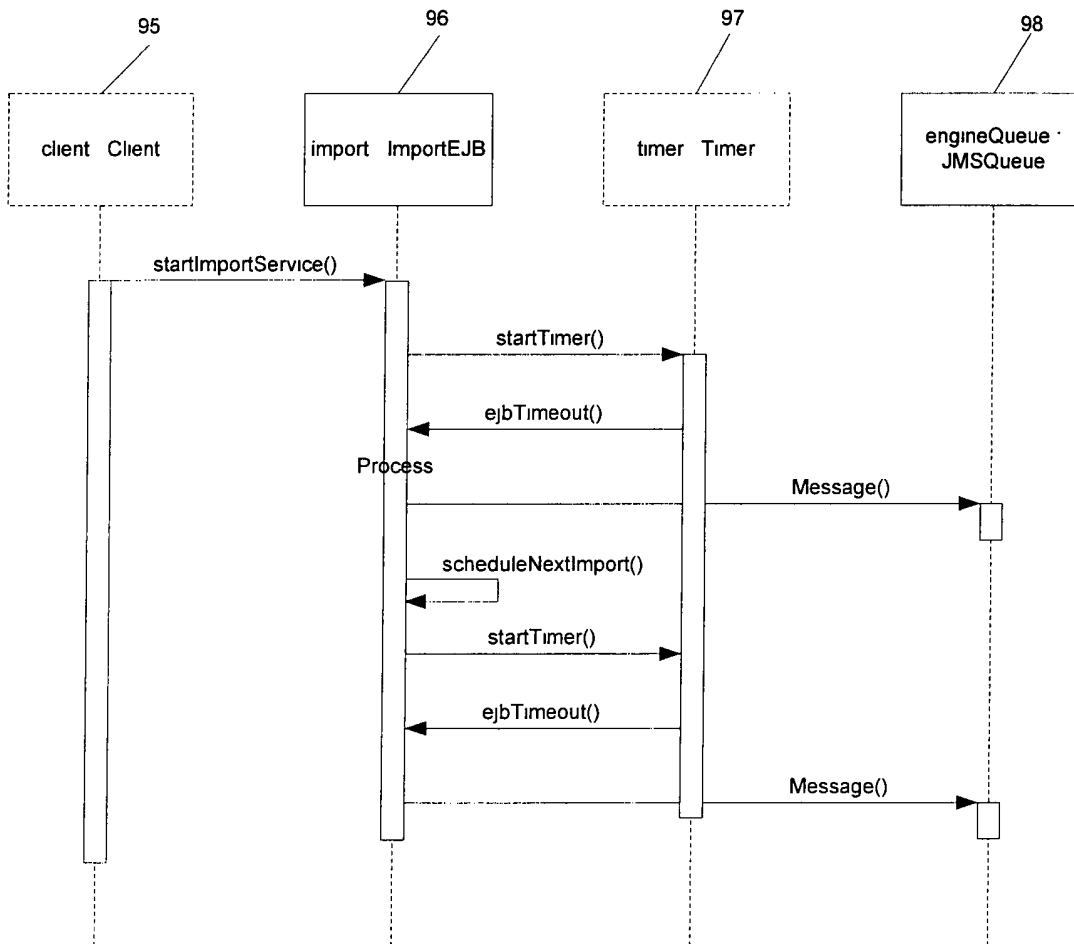 95
96
97
98
client Client
import ImportEJB
timer Timer
engineQueue :
JMSQueue
startImportService()
startTimer()
ejbTimeout()
Process
Message()
scheduleNextImport()
startTimer()
ejbTimeout()
Message()